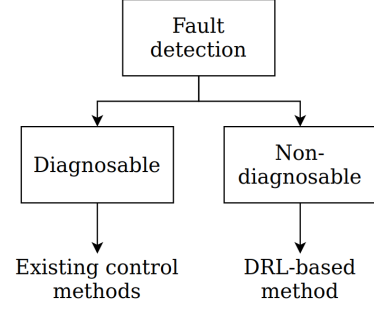 Fault
detection
Diagnosable
Non-
diagnosable
Existing control
methods
DRL-based
method